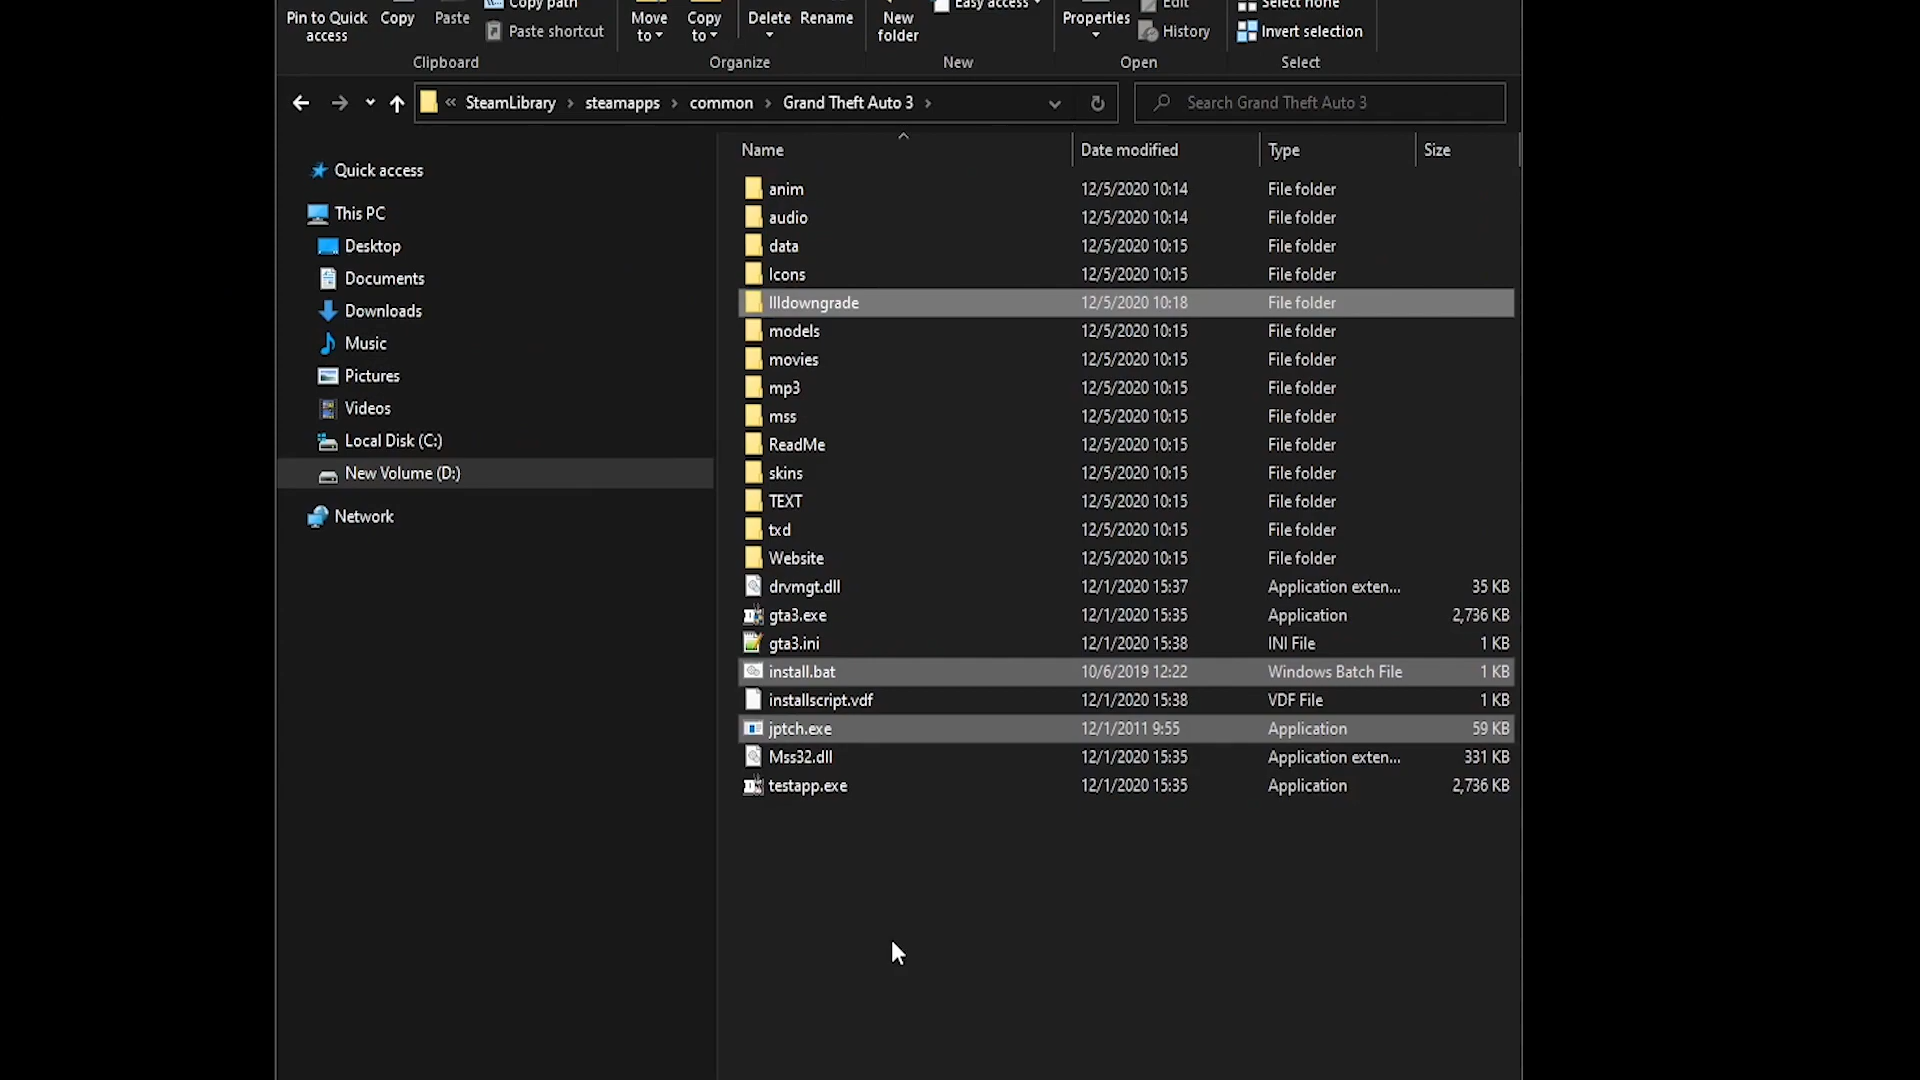 Copy path
Easy access
Edit
Select none
Pin to Quick access
Copy
Paste
Paste shortcut
Move to
Copy to
Delete
Rename
New folder
Properties
History
Invert selection
Clipboard
Organize
New
Open
Select
« SteamLibrary > steamapps > common > Grand Theft Auto 3 >
Search Grand Theft Auto 3
Quick access
This PC
Desktop
Documents
Downloads
Music
Pictures
Videos
Local Disk (C:)
New Volume (D:)
Network
Name Date modified Type Size
anim 12/5/2020 10:14 File folder
audio 12/5/2020 10:14 File folder
data 12/5/2020 10:15 File folder
Icons 12/5/2020 10:15 File folder
IIIdowngrade 12/5/2020 10:18 File folder
models 12/5/2020 10:15 File folder
movies 12/5/2020 10:15 File folder
mp3 12/5/2020 10:15 File folder
mss 12/5/2020 10:15 File folder
ReadMe 12/5/2020 10:15 File folder
skins 12/5/2020 10:15 File folder
TEXT 12/5/2020 10:15 File folder
txd 12/5/2020 10:15 File folder
Website 12/5/2020 10:15 File folder
drvmgt.dll 12/1/2020 15:37 Application exten... 35 KB
gta3.exe 12/1/2020 15:35 Application 2,736 KB
gta3.ini 12/1/2020 15:38 INI File 1 KB
install.bat 10/6/2019 12:22 Windows Batch File 1 KB
installscript.vdf 12/1/2020 15:38 VDF File 1 KB
jptch.exe 12/1/2011 9:55 Application 59 KB
Mss32.dll 12/1/2020 15:35 Application exten... 331 KB
testapp.exe 12/1/2020 15:35 Application 2,736 KB